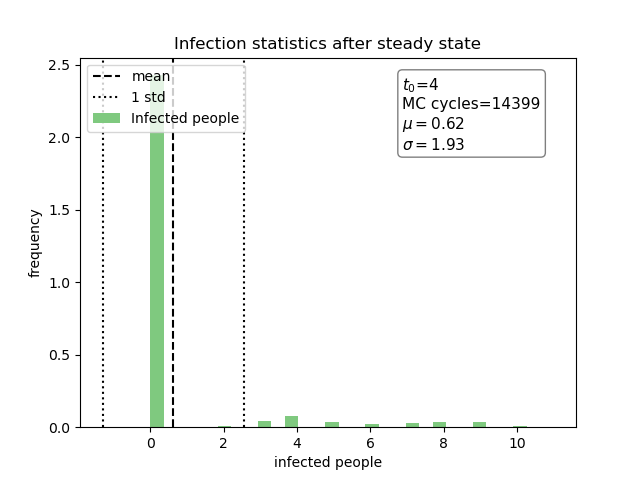 Infection statistics after steady state
2.5
2.0
1.5
1.0
0.5
0.0
frequency
mean
1 std
Infected people
t₀=4
MC cycles=14399
μ = 0.62
σ = 1.93
0 2 4 6 8 10
infected people